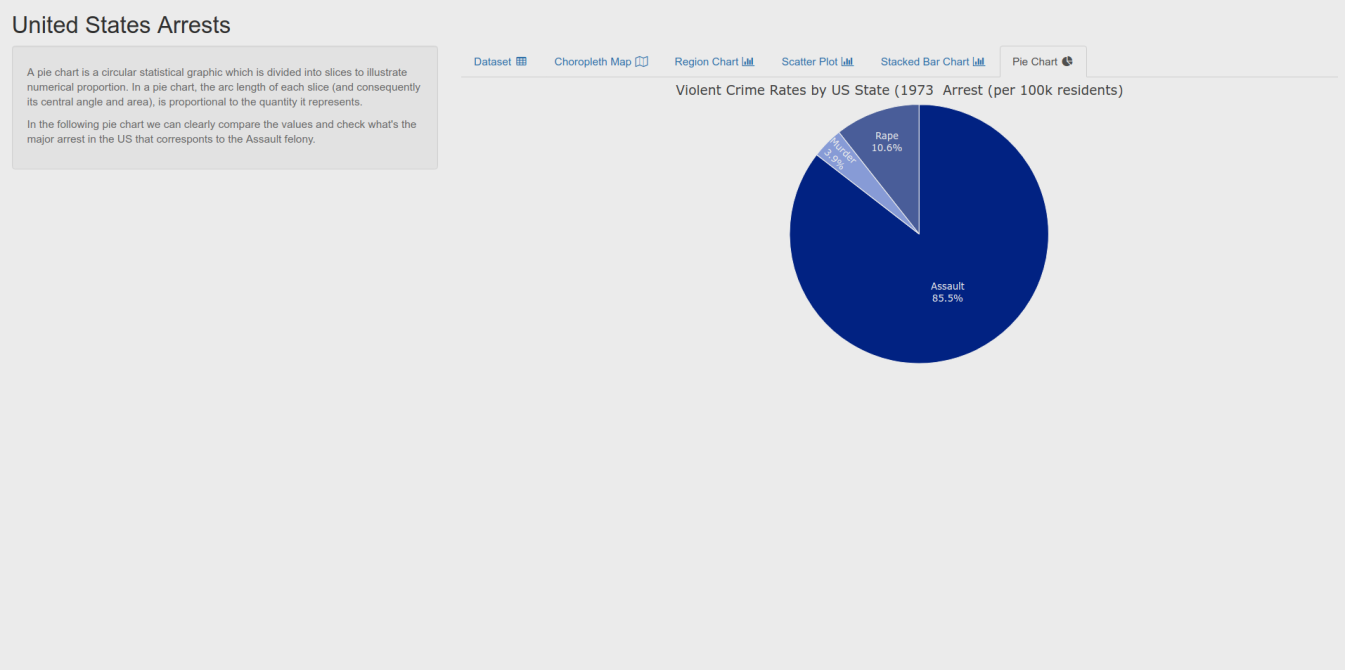 United States Arrests
A pie chart is a circular statistical graphic which is divided into slices to illustrate
numerical proportion. In a pie chart, the arc length of each slice (and consequently
its central angle and area), is proportional to the quantity it represents.
In the following pie chart we can clearly compare the values and check what's the
major arrest in the US that corresponds to the Assault felony.
Dataset
Choropleth Map
Region Chart
Scatter Plot
Stacked Bar Chart
Pie Chart
Violent Crime Rates by US State (1973  Arrest (per 100k residents)
Rape
10.6%
Murder
3.9%
Assault
85.5%